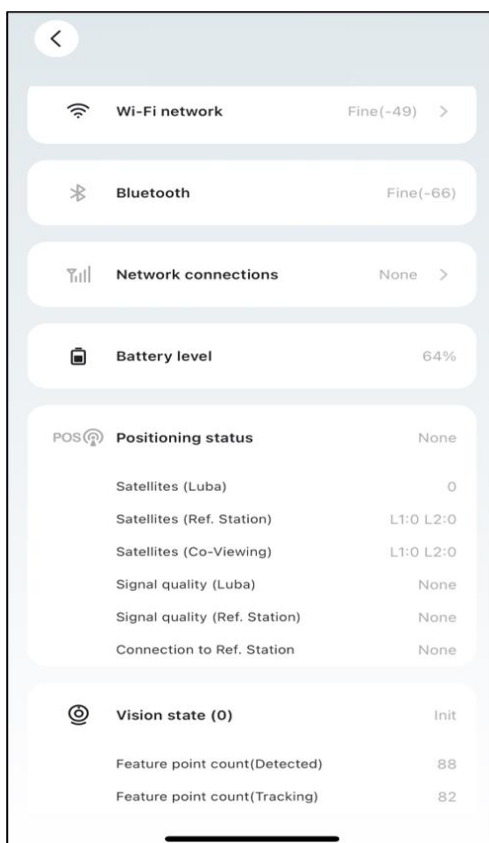 Wi-Fi network Fine(-49)
Bluetooth Fine(-66)
Network connections None
Battery level 64%
POS Positioning status None
Satellites (Luba) 0
Satellites (Ref. Station) L1:0 L2:0
Satellites (Co-Viewing) L1:0 L2:0
Signal quality (Luba) None
Signal quality (Ref. Station) None
Connection to Ref. Station None
Vision state (0) Init
Feature point count(Detected) 88
Feature point count(Tracking) 82